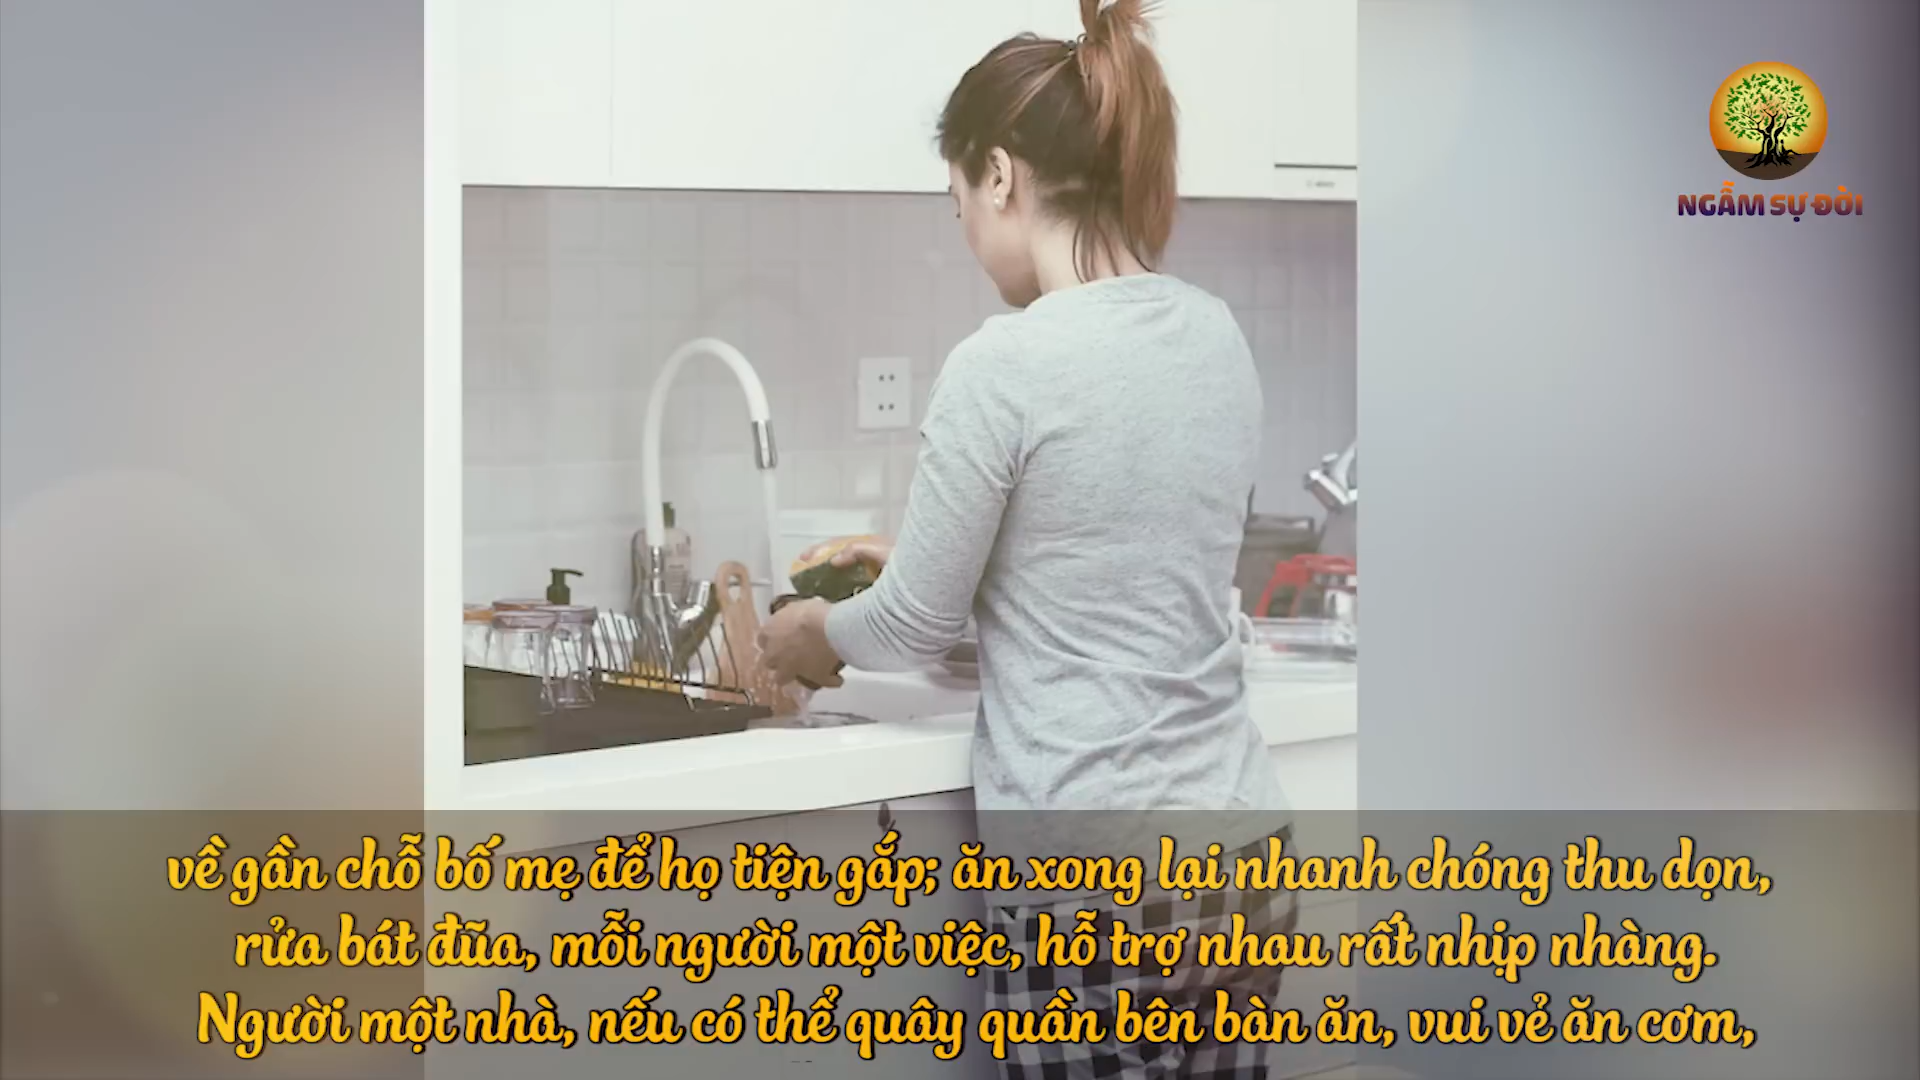 NGẪM SỰ ĐỜI
về gần chỗ bố mẹ để họ tiện gắp; ăn xong lại nhanh chóng thu dọn,
rửa bát đũa, mỗi người một việc, hỗ trợ nhau rất nhịp nhàng.
Người một nhà, nếu có thể quây quần bên bàn ăn, vui vẻ ăn cơm,